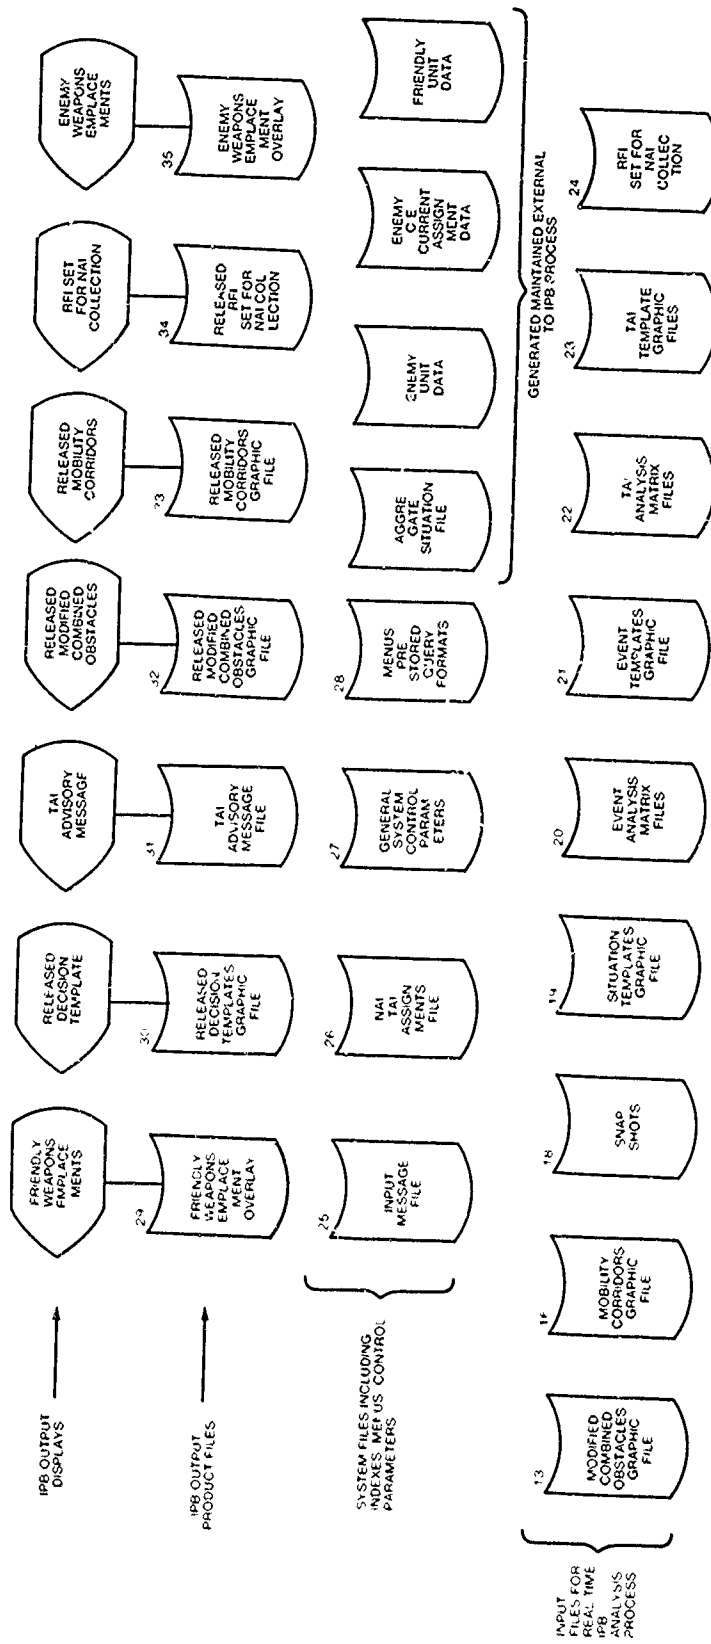 IPB OUTPUT
DISPLAYS
FRIENDLY
WEAPONS
EMPLACE
MENTS
RELEASED
DECISION
TEMPLATE
TAI
ADVISORY
MESSAGE
RELEASED
MODIFIED
COMBINED
OBSTACLES
RELEASED
MOBILITY
CORRIDORS
RFI SET
FOR NAI
COLLECTION
ENEMY
WEAPONS
EMPLACE
MENTS
IPB OUTPUT
PRODUCT FILES
29
FRIENDLY
WEAPONS
EMPLACE
MENT
OVERLAY
30
RELEASED
DECISION
TEMPLATES
GRAPHIC
FILE
31
TAI
ADVISORY
MESSAGE
FILE
32
RELEASED
MODIFIED
COMBINED
OBSTACLES
GRAPHIC
FILE
33
RELEASED
MOBILITY
CORRIDORS
GRAPHIC
FILE
34
RELEASED
RFI
SET FOR
NAI COL
LECTION
35
ENEMY
WEAPONS
EMPLACE
MENT
OVERLAY
SYSTEM FILES INCLUDING
INDEXES MENUS CONTROL
PARAMETERS
25
INPUT
MESSAGE
FILE
26
NAI
TAI
ASSIGN
MENTS
FILE
27
GENERAL
SYSTEM
CONTROL
PARAM
ETERS
28
MENUS
PRE
STORED
QUERY
FORMATS
AGGRE
GATE
SITUATION
FILE
ENEMY
UNIT
DATA
ENEMY
C E
CURRENT
ASSIGN
MENT
DATA
FRIENDLY
UNIT
DATA
GENERATED MAINTAINED EXTERNAL
TO IPB PROCESS
INPUT
FILES FOR
REAL TIME
IPB
ANALYSIS
PROCESS
13
MODIFIED
COMBINED
OBSTACLES
GRAPHIC
FILE
16
MOBILITY
CORRIDORS
GRAPHIC
FILE
18
SNAP
SHOTS
19
SITUATION
TEMPLATES
GRAPHIC
FILE
20
EVENT
ANALYSIS
MATRIX
FILES
21
EVENT
TEMPLATES
GRAPHIC
FILE
22
TAI
ANALYSIS
MATRIX
FILES
23
TAI
TEMPLATE
GRAPHIC
FILES
24
RFI
SET FOR
NAI
COLLEC
TION